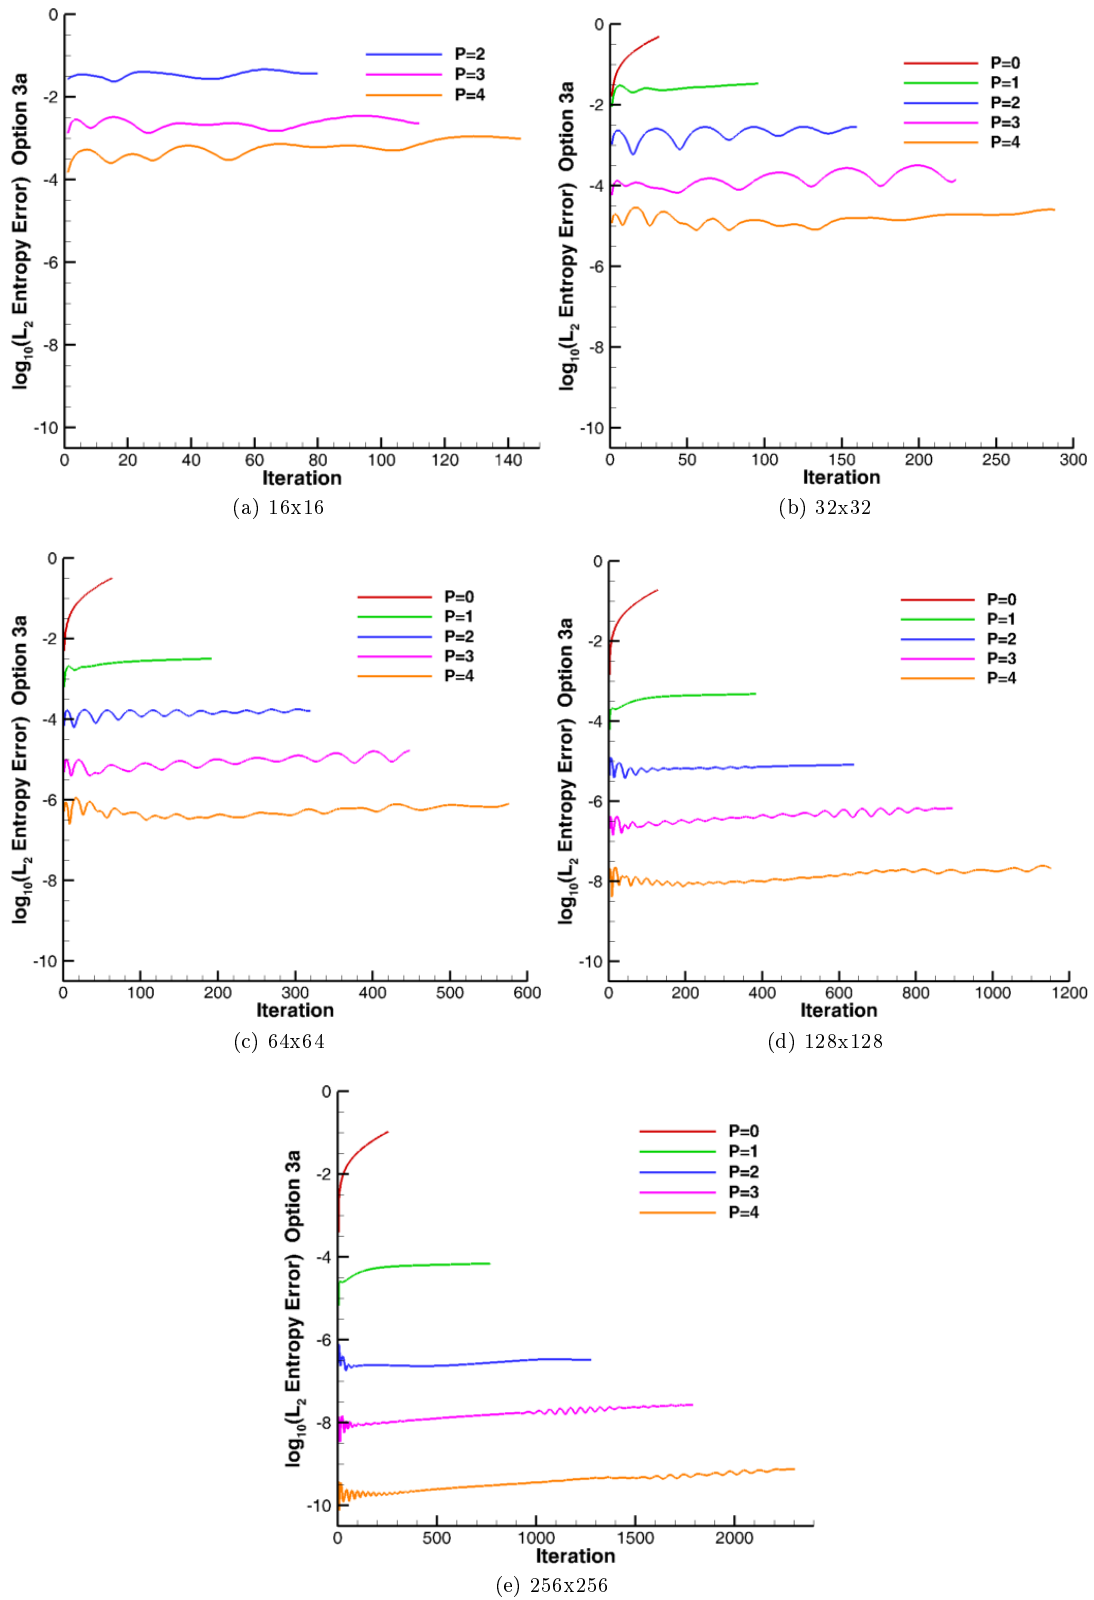 log10(L2 Entropy Error) Option 3a
0
-2
-4
-6
-8
-10
P=2
P=3
P=4
0 20 40 60 80 100 120 140
Iteration
(a) 16x16
log10(L2 Entropy Error) Option 3a
0
-2
-4
-6
-8
-10
P=0
P=1
P=2
P=3
P=4
0 50 100 150 200 250 300
Iteration
(b) 32x32
log10(L2 Entropy Error) Option 3a
0
-2
-4
-6
-8
-10
P=0
P=1
P=2
P=3
P=4
0 100 200 300 400 500 600
Iteration
(c) 64x64
log10(L2 Entropy Error) Option 3a
0
-2
-4
-6
-8
-10
P=0
P=1
P=2
P=3
P=4
0 200 400 600 800 1000 1200
Iteration
(d) 128x128
log10(L2 Entropy Error) Option 3a
0
-2
-4
-6
-8
-10
P=0
P=1
P=2
P=3
P=4
0 500 1000 1500 2000
Iteration
(e) 256x256